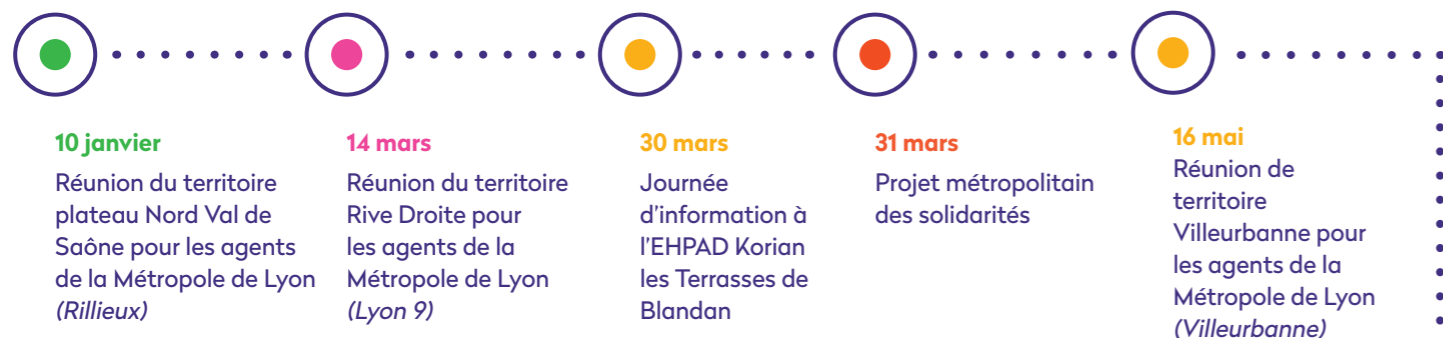 10 janvier
Réunion du territoire
plateau Nord Val de
Saône pour les agents
de la Métropole de Lyon
(Rillieux)
14 mars
Réunion du territoire
Rive Droite pour
les agents de la
Métropole de Lyon
(Lyon 9)
30 mars
Journée
d'information à
l'EHPAD Korian
les Terrasses de
Blandan
31 mars
Projet métropolitain
des solidarités
16 mai
Réunion de
territoire
Villeurbanne pour
les agents de la
Métropole de Lyon
(Villeurbanne)